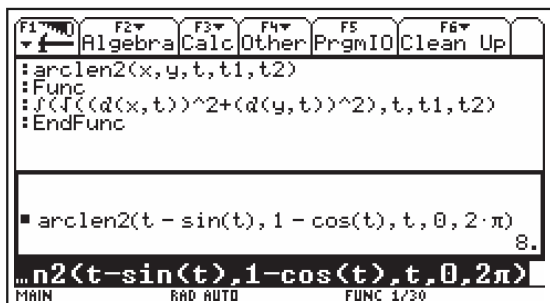 F1 F2 F3 F4 F5 F6
Algebra Calc Other PrgmIO Clean Up
:arclen2(x,y,t,t1,t2)
:Func
:∫(√((d(x,t))^2+(d(y,t))^2),t,t1,t2)
:EndFunc
▪ arclen2(t - sin(t), 1 - cos(t), t, 0, 2·π)
8.
…n2(t-sin(t),1-cos(t),t,0,2π)
MAIN RAD AUTO FUNC 1/30